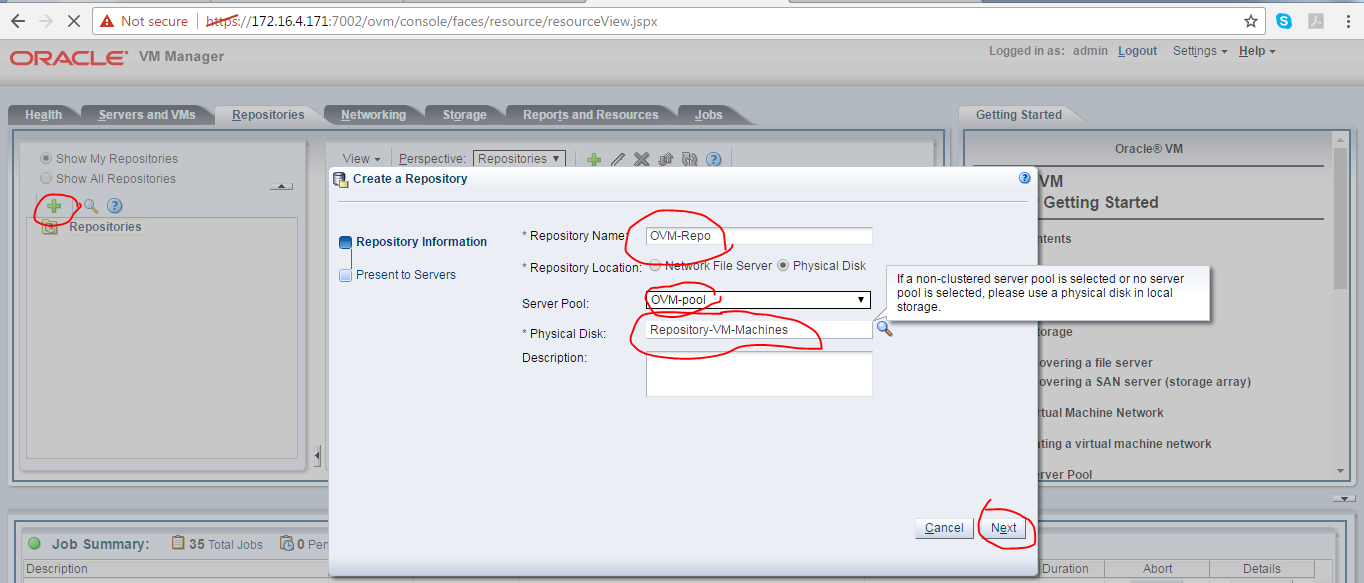 Not secure | https://172.16.4.171:7002/ovm/console/faces/resource/resourceView.jspx
ORACLE® VM Manager
Logged in as: admin Logout Settings Help
Health Servers and VMs Repositories Networking Storage Reports and Resources Jobs
Getting Started
Show My Repositories
Show All Repositories
Repositories
View Perspective: Repositories
Oracle® VM
VM
Getting Started
ntents
torage
overing a file server
overing a SAN server (storage array)
rtual Machine Network
ating a virtual machine network
erver Pool
Create a Repository
Repository Information
Present to Servers
* Repository Name: OVM-Repo
* Repository Location: Network File Server Physical Disk
Server Pool: OVM-pool
* Physical Disk: Repository-VM-Machines
Description:
If a non-clustered server pool is selected or no server
pool is selected, please use a physical disk in local
storage.
Cancel Next
Job Summary: 35 Total Jobs 0 Pen
Description Duration Abort Details